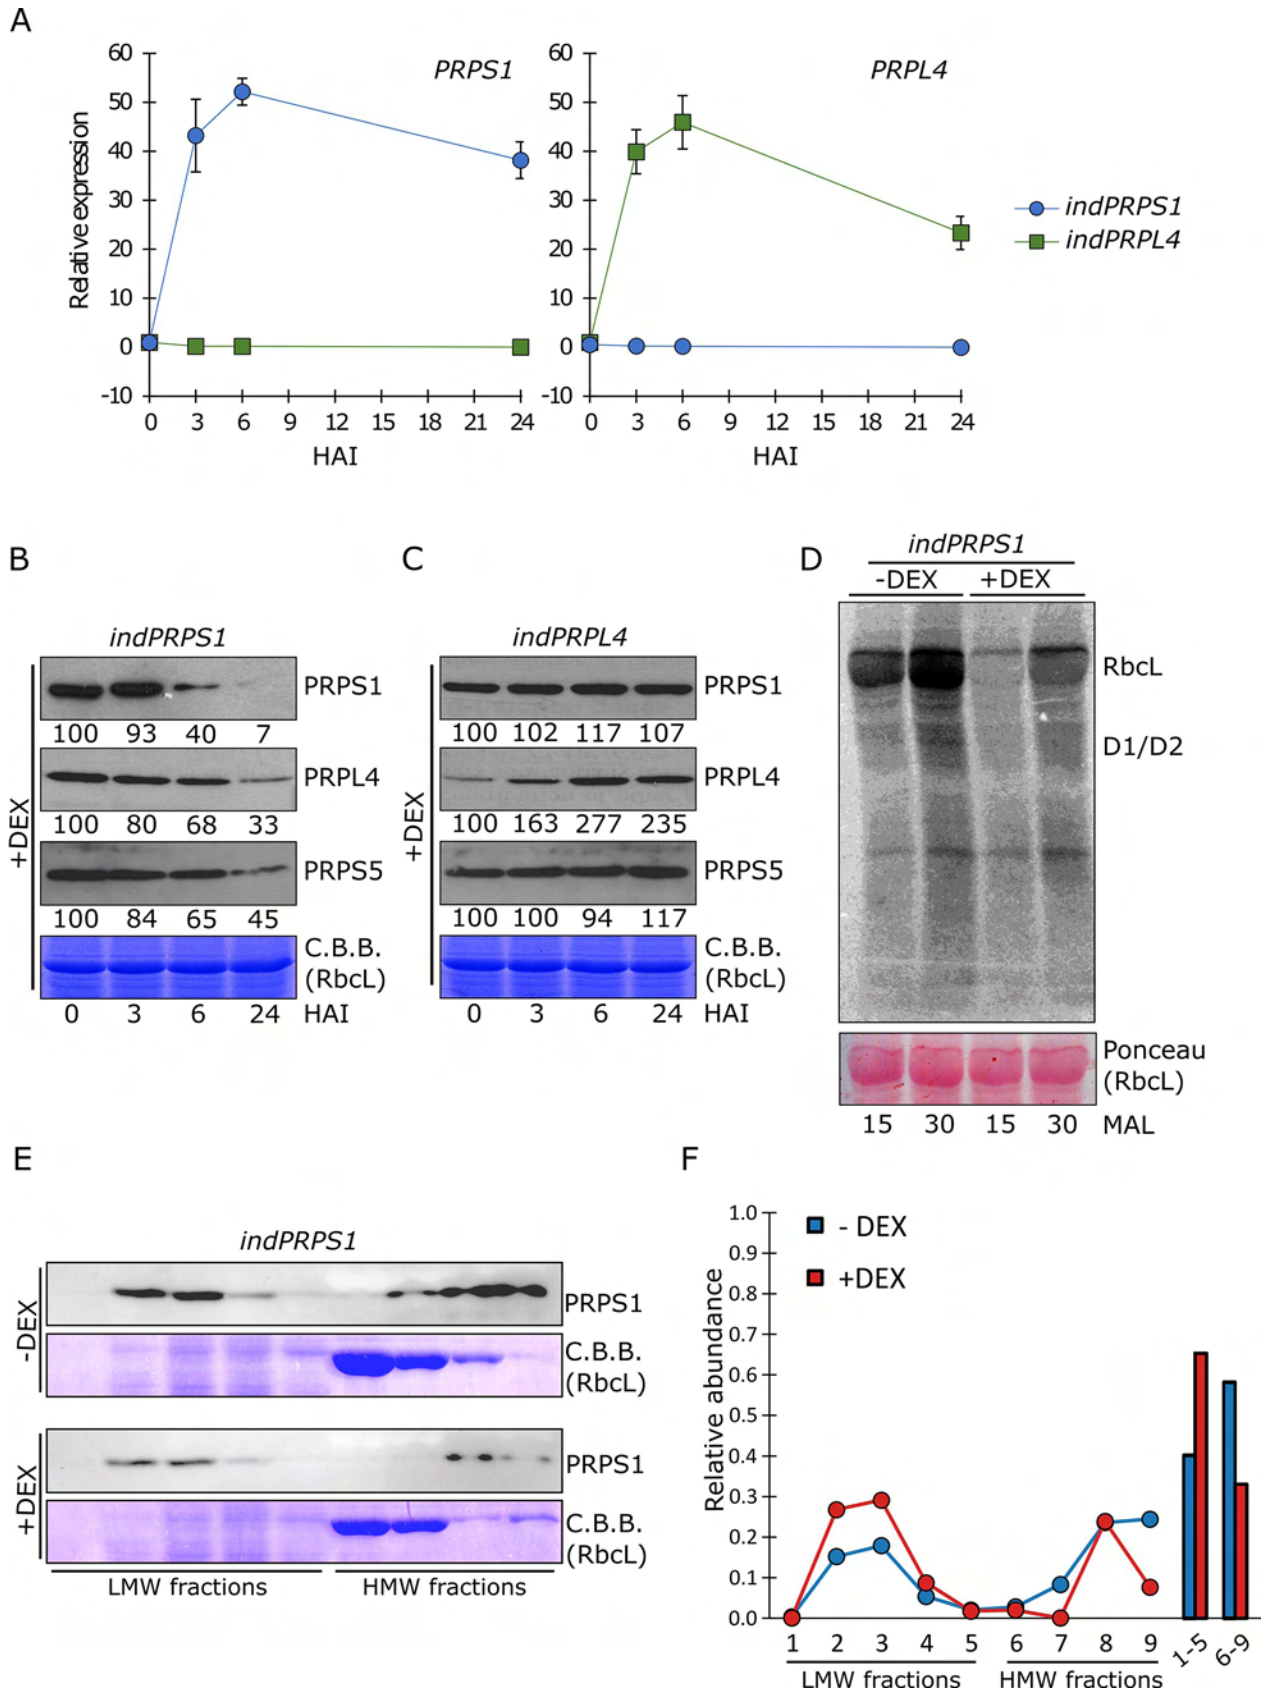 A
60
50
40
30
20
10
0
-10
Relative expression
PRPS1
0 3 6 9 12 15 18 21 24
HAI
60
50
40
30
20
10
0
-10
PRPL4
0 3 6 9 12 15 18 21 24
HAI
indPRPS1
indPRPL4
B
indPRPS1
+DEX
PRPS1
100 93 40 7
PRPL4
100 80 68 33
PRPS5
100 84 65 45
C.B.B.
(RbcL)
0 3 6 24 HAI
C
indPRPL4
+DEX
PRPS1
100 102 117 107
PRPL4
100 163 277 235
PRPS5
100 100 94 117
C.B.B.
(RbcL)
0 3 6 24 HAI
D
indPRPS1
-DEX +DEX
RbcL
D1/D2
Ponceau
(RbcL)
15 30 15 30 MAL
E
indPRPS1
-DEX
PRPS1
C.B.B.
(RbcL)
+DEX
PRPS1
C.B.B.
(RbcL)
LMW fractions HMW fractions
F
1.0
0.9
0.8
0.7
0.6
0.5
0.4
0.3
0.2
0.1
0.0
Relative abundance
- DEX
+DEX
1 2 3 4 5 6 7 8 9 1-5 6-9
LMW fractions HMW fractions